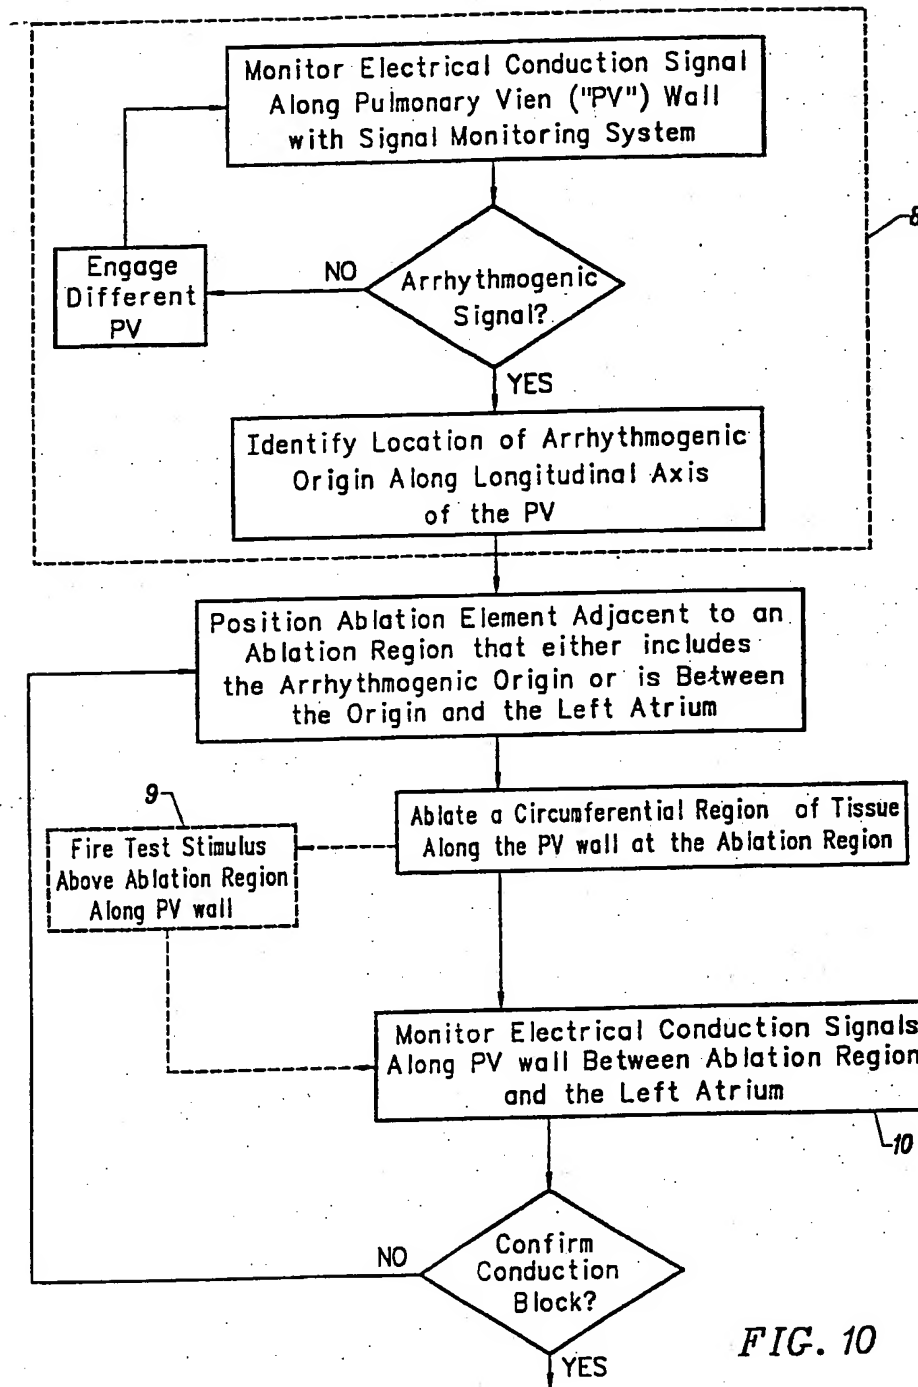 Monitor Electrical Conduction Signal
Along Pulmonary Vien ("PV") Wall
with Signal Monitoring System
8
Engage
Different
PV
NO
Arrhythmogenic
Signal?
YES
Identify Location of Arrhythmogenic
Origin Along Longitudinal Axis
of the PV
Position Ablation Element Adjacent to an
Ablation Region that either includes
the Arrhythmogenic Origin or is Between
the Origin and the Left Atrium
9
Fire Test Stimulus
Above Ablation Region
Along PV wall
Ablate a Circumferential Region of Tissue
Along the PV wall at the Ablation Region
Monitor Electrical Conduction Signals
Along PV wall Between Ablation Region
and the Left Atrium
10
NO
Confirm
Conduction
Block?
YES
FIG. 10